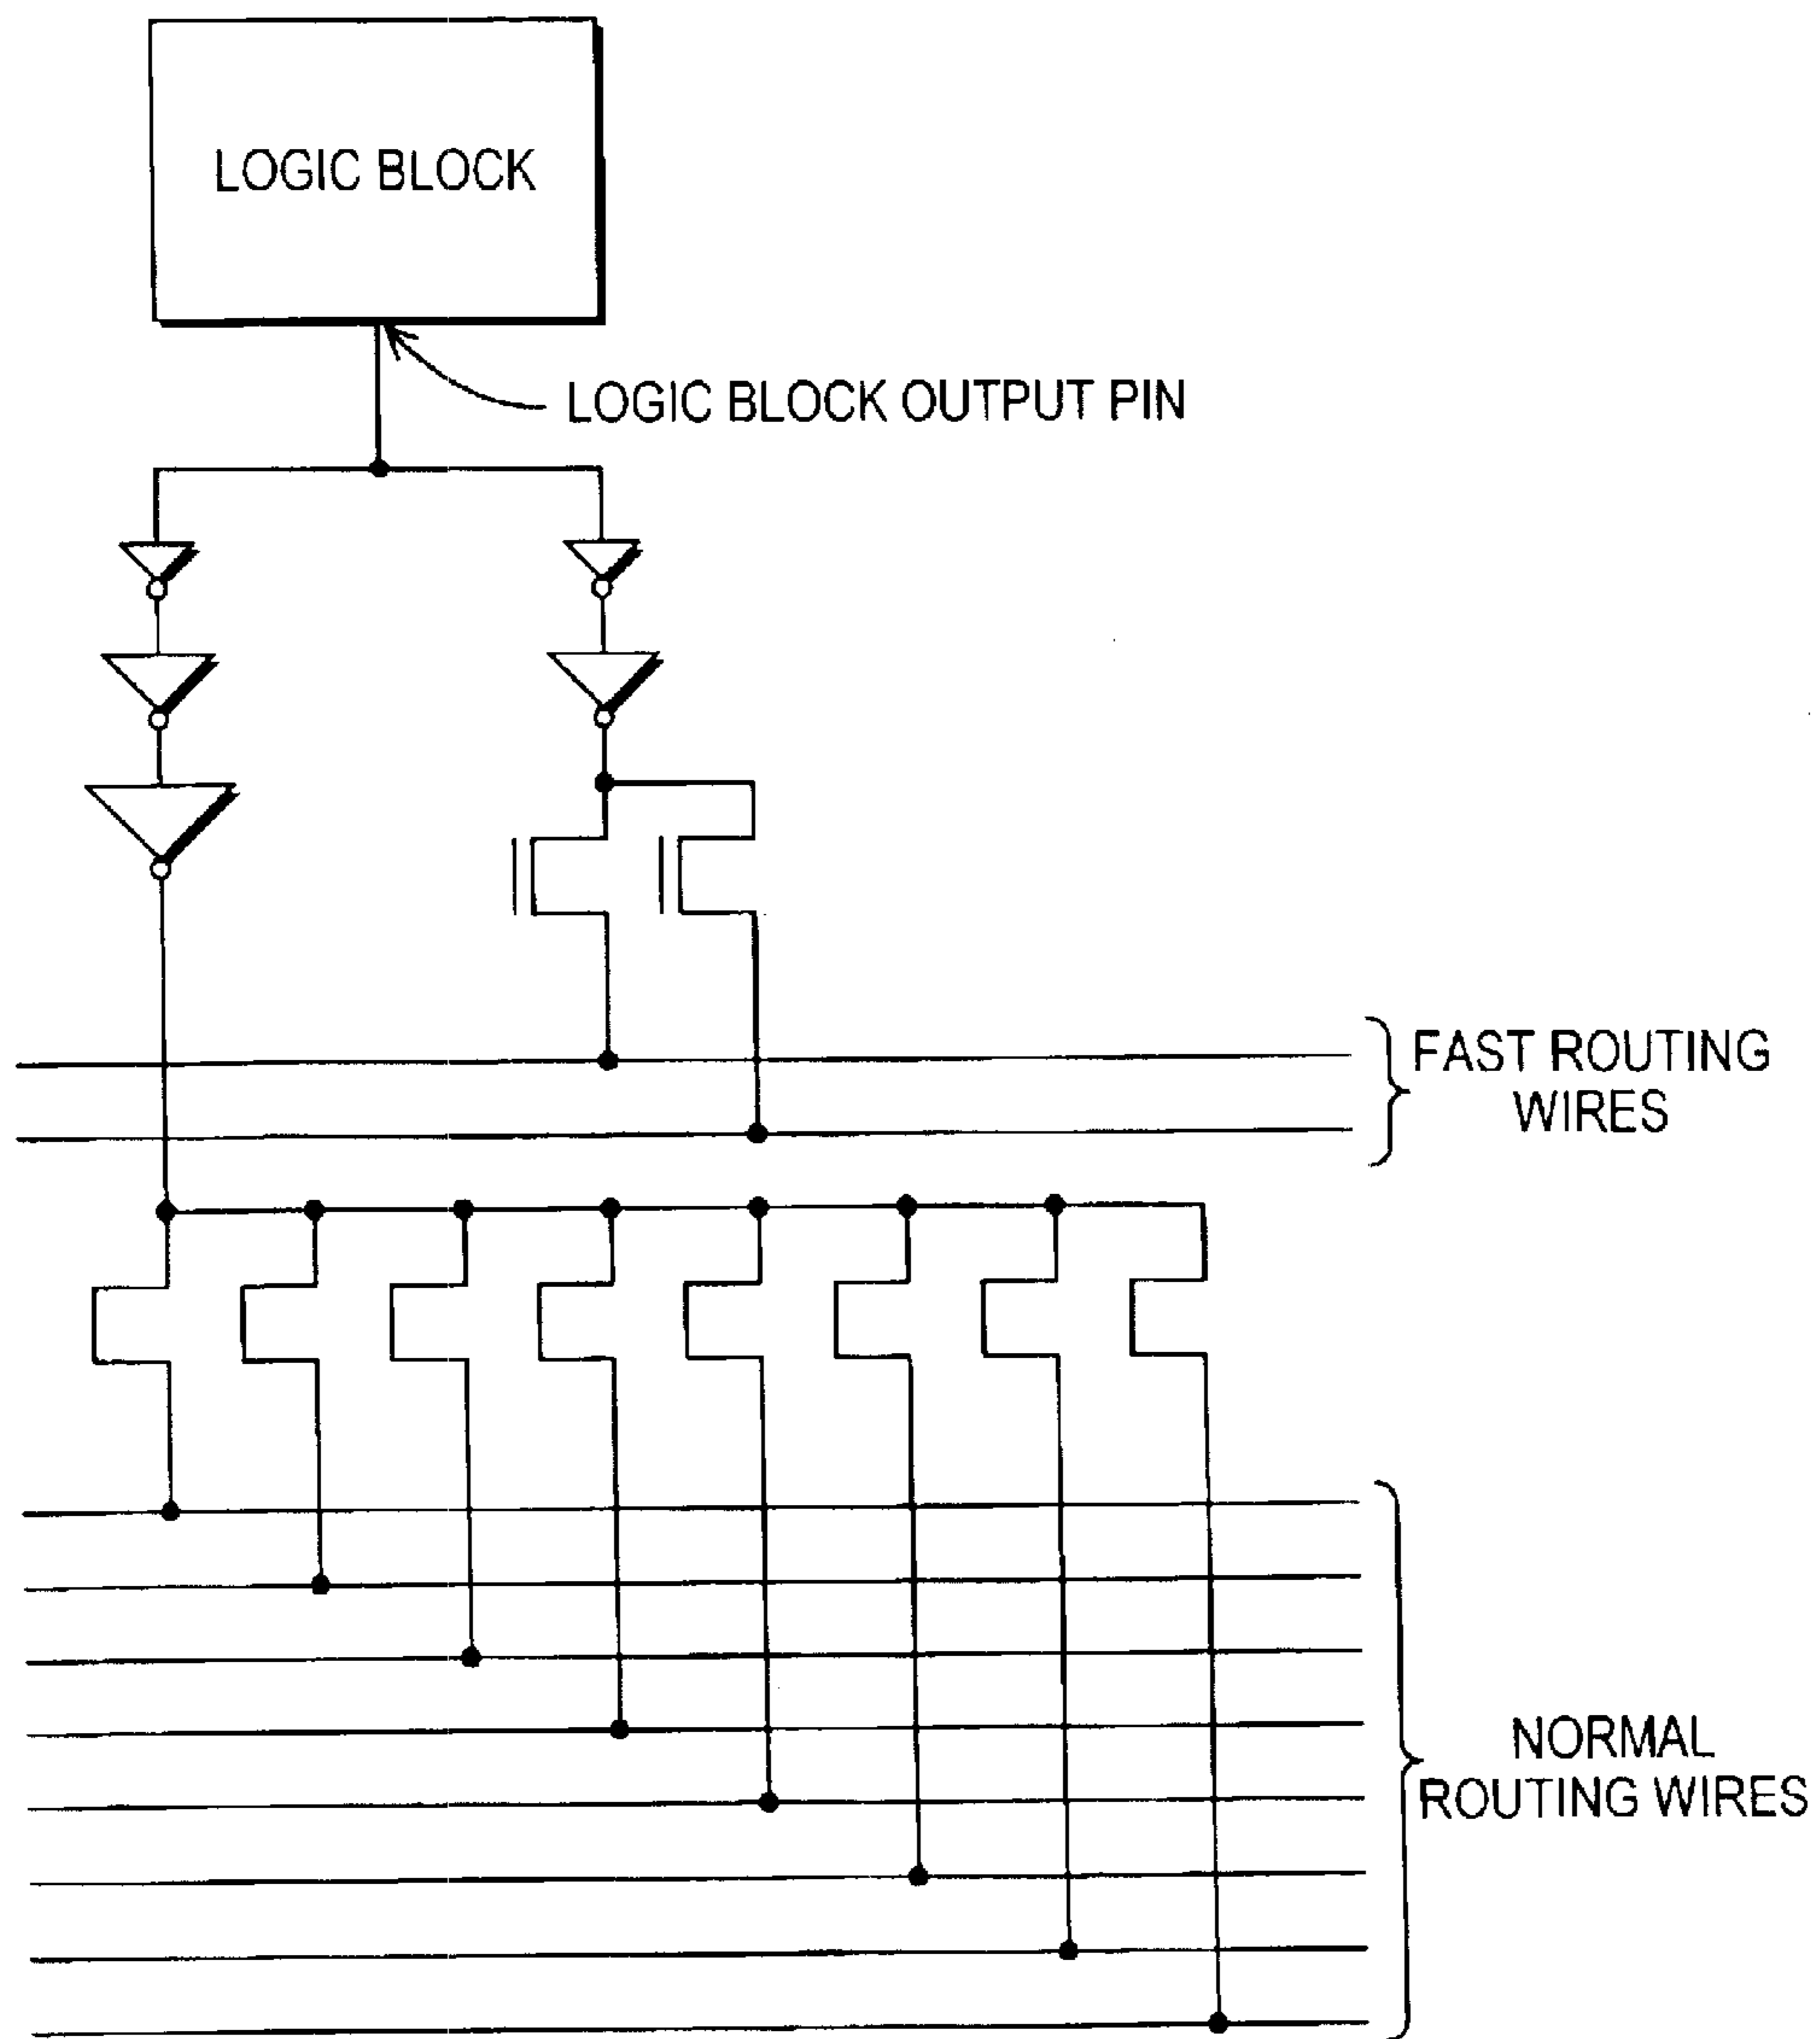 LOGIC BLOCK
LOGIC BLOCK OUTPUT PIN
FAST ROUTING
WIRES
NORMAL
ROUTING WIRES